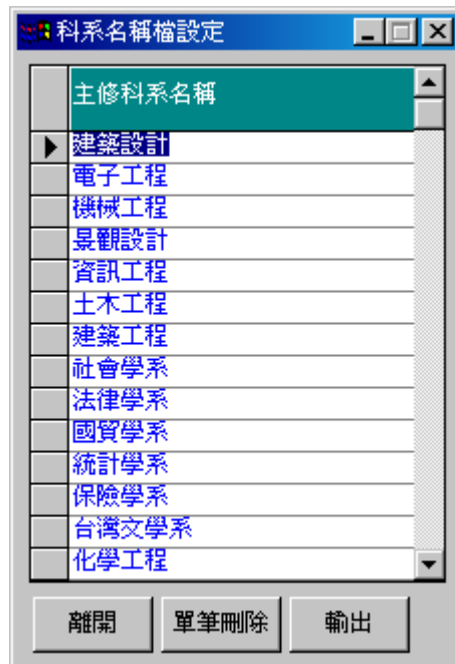 科系名稱檔設定
主修科系名稱
建築設計
電子工程
機械工程
景觀設計
資訊工程
土木工程
建築工程
社會學系
法律學系
國貿學系
統計學系
保險學系
台灣文學系
化學工程
離開 單筆刪除 輸出